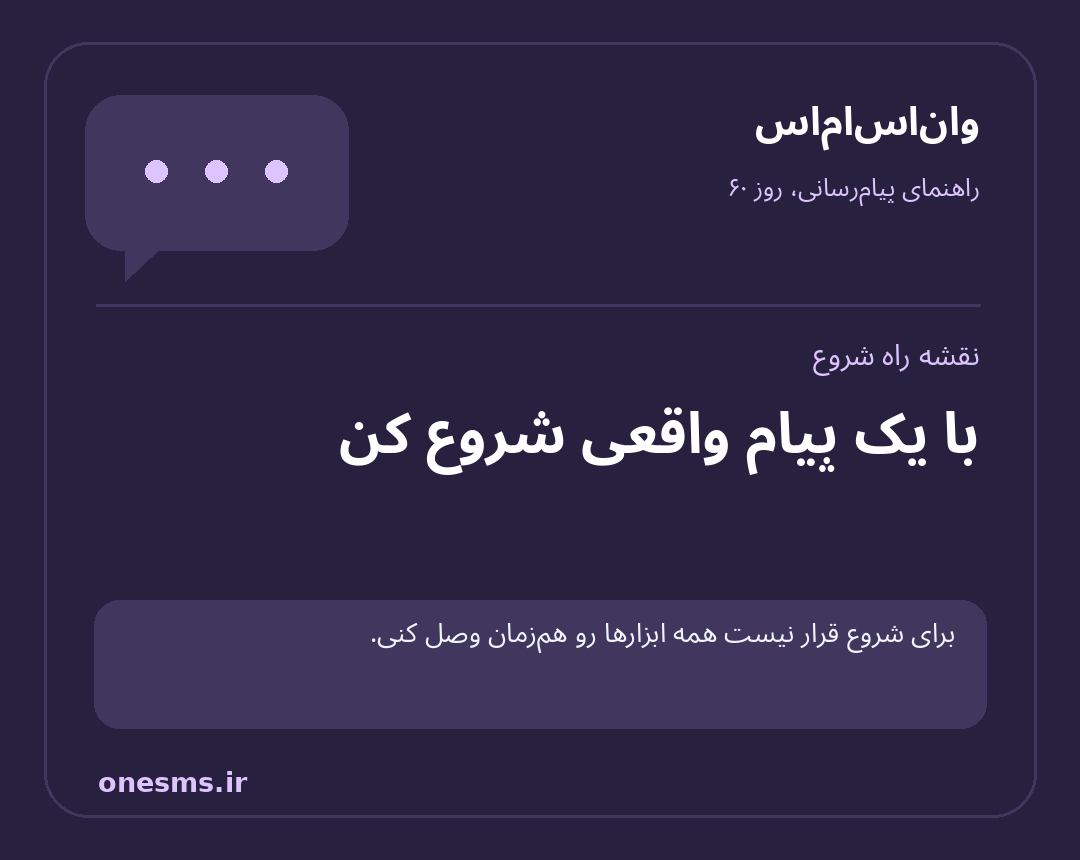 وان‌اس‌ام‌اس
راهنمای پیام‌رسانی، روز ۶۰
نقشه راه شروع
با یک پیام واقعی شروع کن
برای شروع قرار نیست همه ابزارها رو هم‌زمان وصل کنی.
onesms.ir